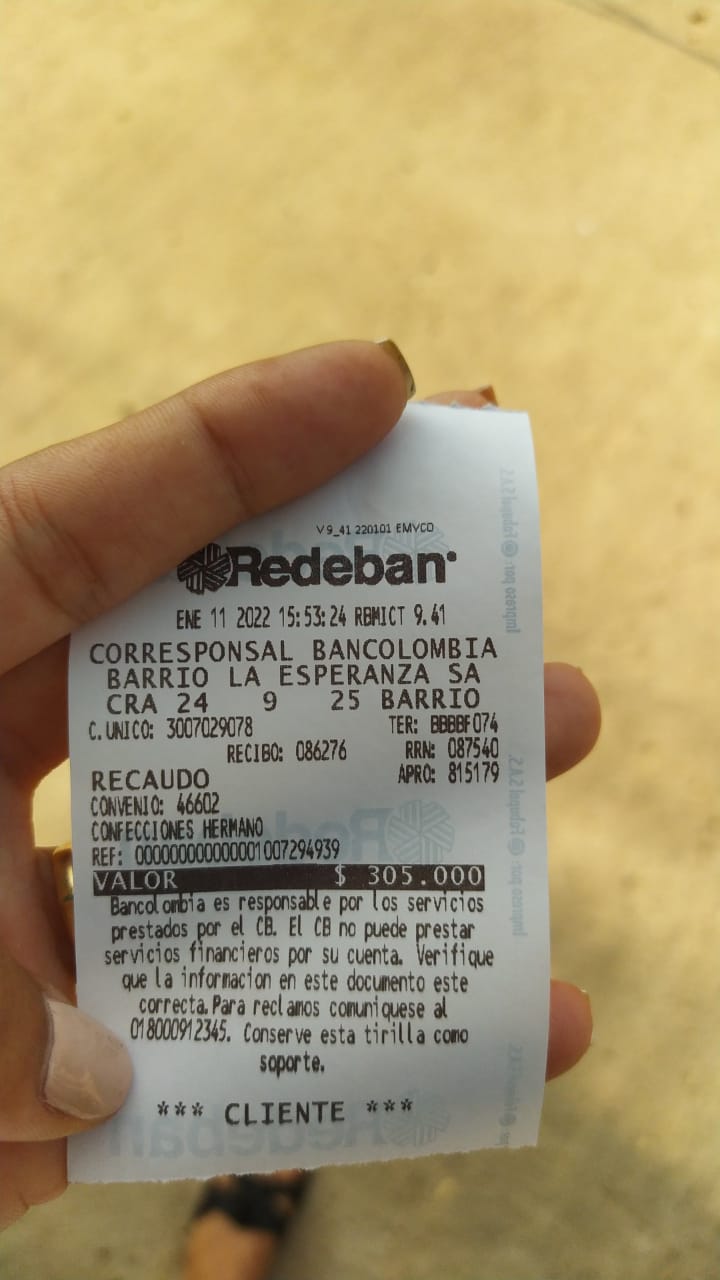 V9_41 220101 EMVCO
Redeban
ENE 11 2022 15:53:24 RBMICT 9.41
CORRESPONSAL BANCOLOMBIA
BARRIO LA ESPERANZA SA
CRA 24 9 25 BARRIO
C.UNICO: 3007029078 TER: BBBBF074
RECIBO: 086276 RRN: 087540
RECAUDO APRO: 815179
CONVENIO: 46602
CONFECCIONES HERMANO
REF: 000000000000001007294939
VALOR $ 305.000
Bancolombia es responsable por los servicios
prestados por el CB. El CB no puede prestar
servicios financieros por su cuenta. Verifique
que la informacion en este documento este
correcta.Para reclamos comuniquese al
018000912345. Conserve esta tirilla como
soporte.
*** CLIENTE ***